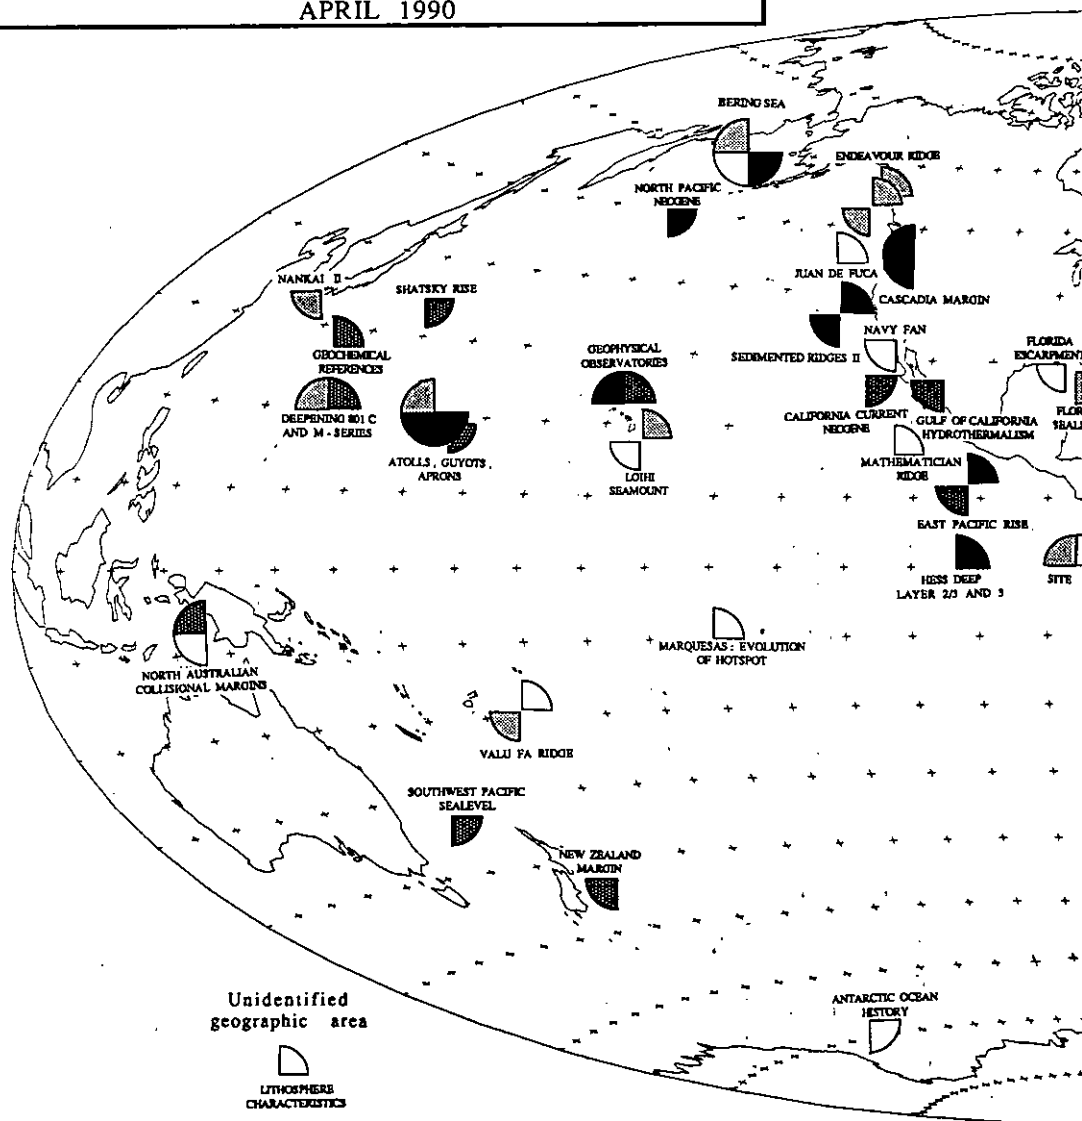 APRIL 1990
BERING SEA
ENDEAVOUR RIDGE
NORTH PACIFIC
NEOGENE
JUAN DE FUCA
NANKAI II
SHATSKY RISE
CASCADIA MARGIN
GEOCHEMICAL
REFERENCES
GEOPHYSICAL
OBSERVATORIES
SEDIMENTED RIDGES II
NAVY FAN
FLORIDA
ESCARPMENT
DEEPENING 801 C
AND M - SERIES
CALIFORNIA CURRENT
NEOGENE
GULF OF CALIFORNIA
HYDROTHERMALISM
FLOR
SEALE
ATOLLS , GUYOTS ,
APRONS
LOIHI
SEAMOUNT
MATHEMATICIAN
RIDGE
EAST PACIFIC RISE
HESS DEEP
LAYER 2/3 AND 3
SITE
NORTH AUSTRALIAN
COLLISIONAL MARGINS
MARQUESAS : EVOLUTION
OF HOTSPOT
VALU FA RIDGE
SOUTHWEST PACIFIC
SEALEVEL
NEW ZEALAND
MARGIN
ANTARCTIC OCEAN
HISTORY
Unidentified
geographic area
LITHOSPHERE
CHARACTERISTICS